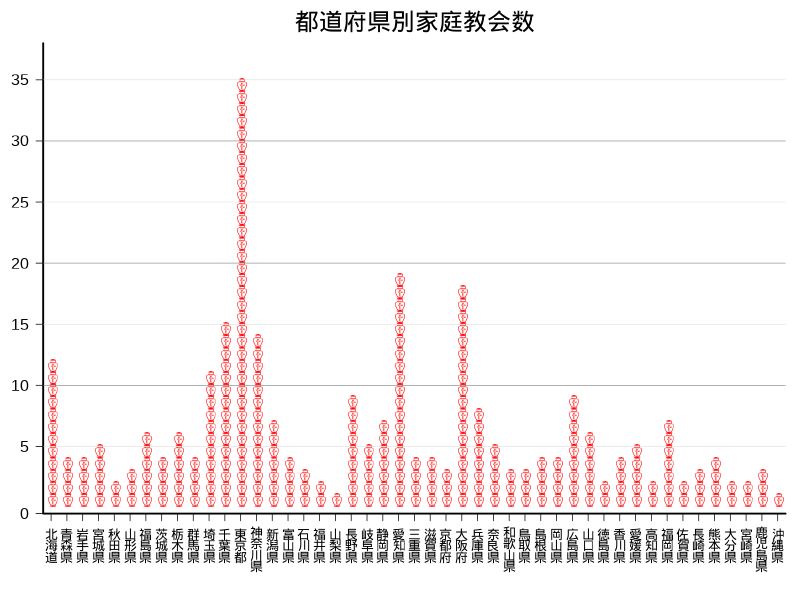 都道府県別家庭教会数
35
30
25
20
15
10
5
0
北海道
青森県
岩手県
宮城県
秋田県
山形県
福島県
茨城県
栃木県
群馬県
埼玉県
千葉県
東京都
神奈川県
新潟県
富山県
石川県
福井県
山梨県
長野県
岐阜県
静岡県
愛知県
三重県
滋賀県
京都府
大阪府
兵庫県
奈良県
和歌山県
鳥取県
島根県
岡山県
広島県
山口県
徳島県
香川県
愛媛県
高知県
福岡県
佐賀県
長崎県
熊本県
大分県
宮崎県
鹿児島県
沖縄県